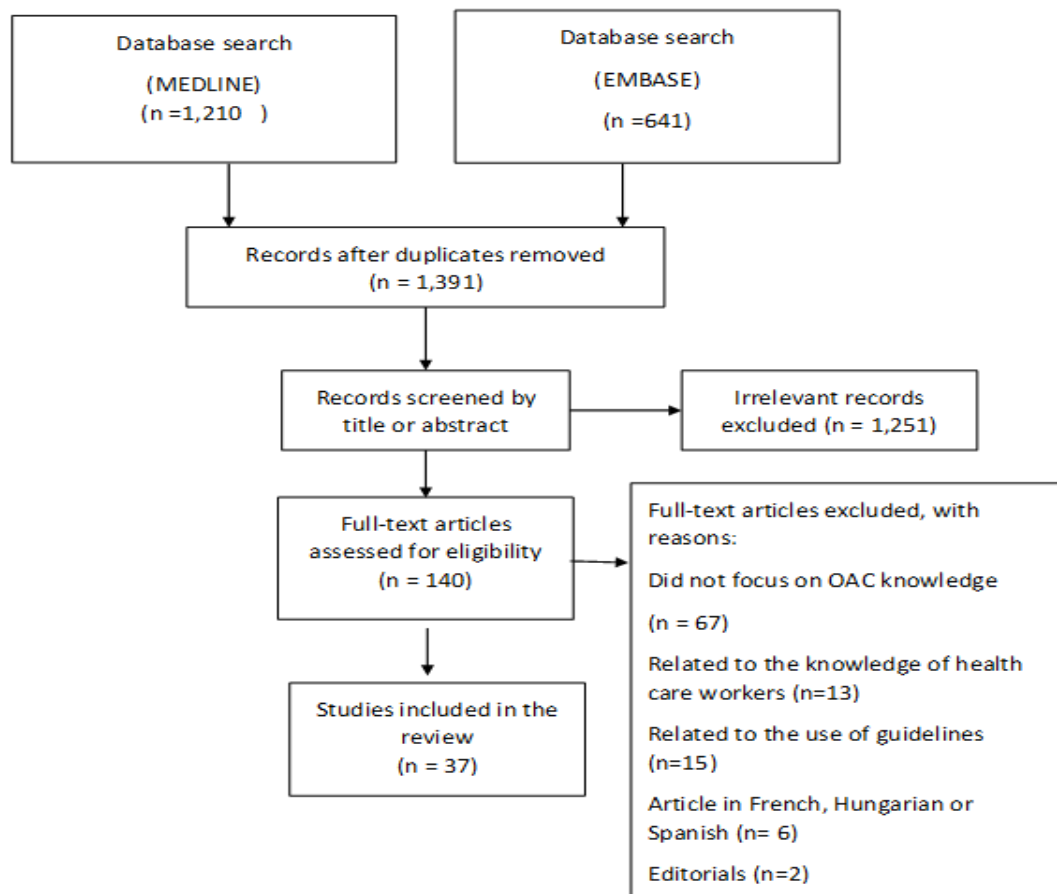 Database search
(MEDLINE)
(n =1,210 )
Database search
(EMBASE)
(n =641)
Records after duplicates removed
(n = 1,391)
Records screened by
title or abstract
Irrelevant records
excluded (n = 1,251)
Full-text articles
assessed for eligibility
(n = 140)
Full-text articles excluded, with
reasons:
Did not focus on OAC knowledge
(n = 67)
Related to the knowledge of health
care workers (n=13)
Related to the use of guidelines
(n=15)
Article in French, Hungarian or
Spanish (n= 6)
Editorials (n=2)
Studies included in the
review
(n = 37)